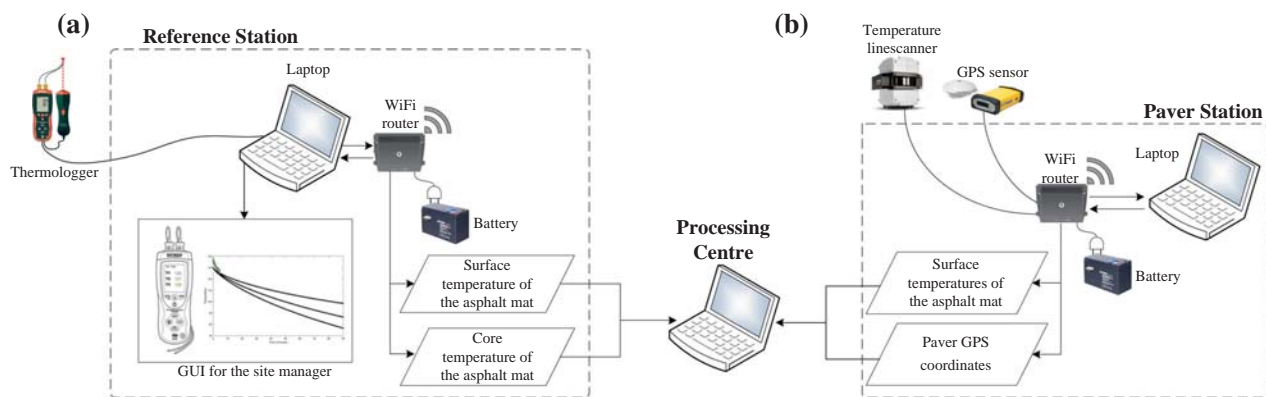 (a)
Reference Station
Laptop
WiFi
router
Thermologger
Battery
Surface
temperature of
the asphalt mat
Core
temperature of
the asphalt mat
GUI for the site manager
Processing
Centre
(b)
Temperature
linescanner
GPS sensor
Paver Station
WiFi
router
Laptop
Battery
Surface
temperatures of
the asphalt mat
Paver GPS
coordinates